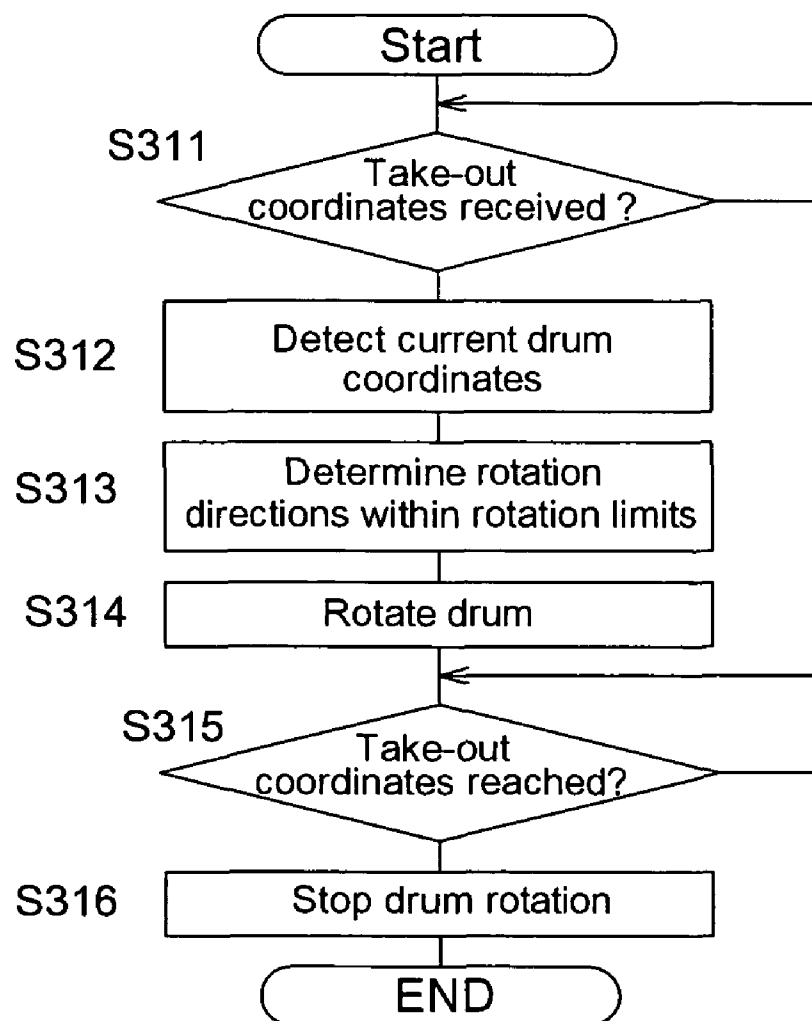 Start
S311
Take-out
coordinates received ?
S312
Detect current drum
coordinates
S313
Determine rotation
directions within rotation limits
S314
Rotate drum
S315
Take-out
coordinates reached?
S316
Stop drum rotation
END